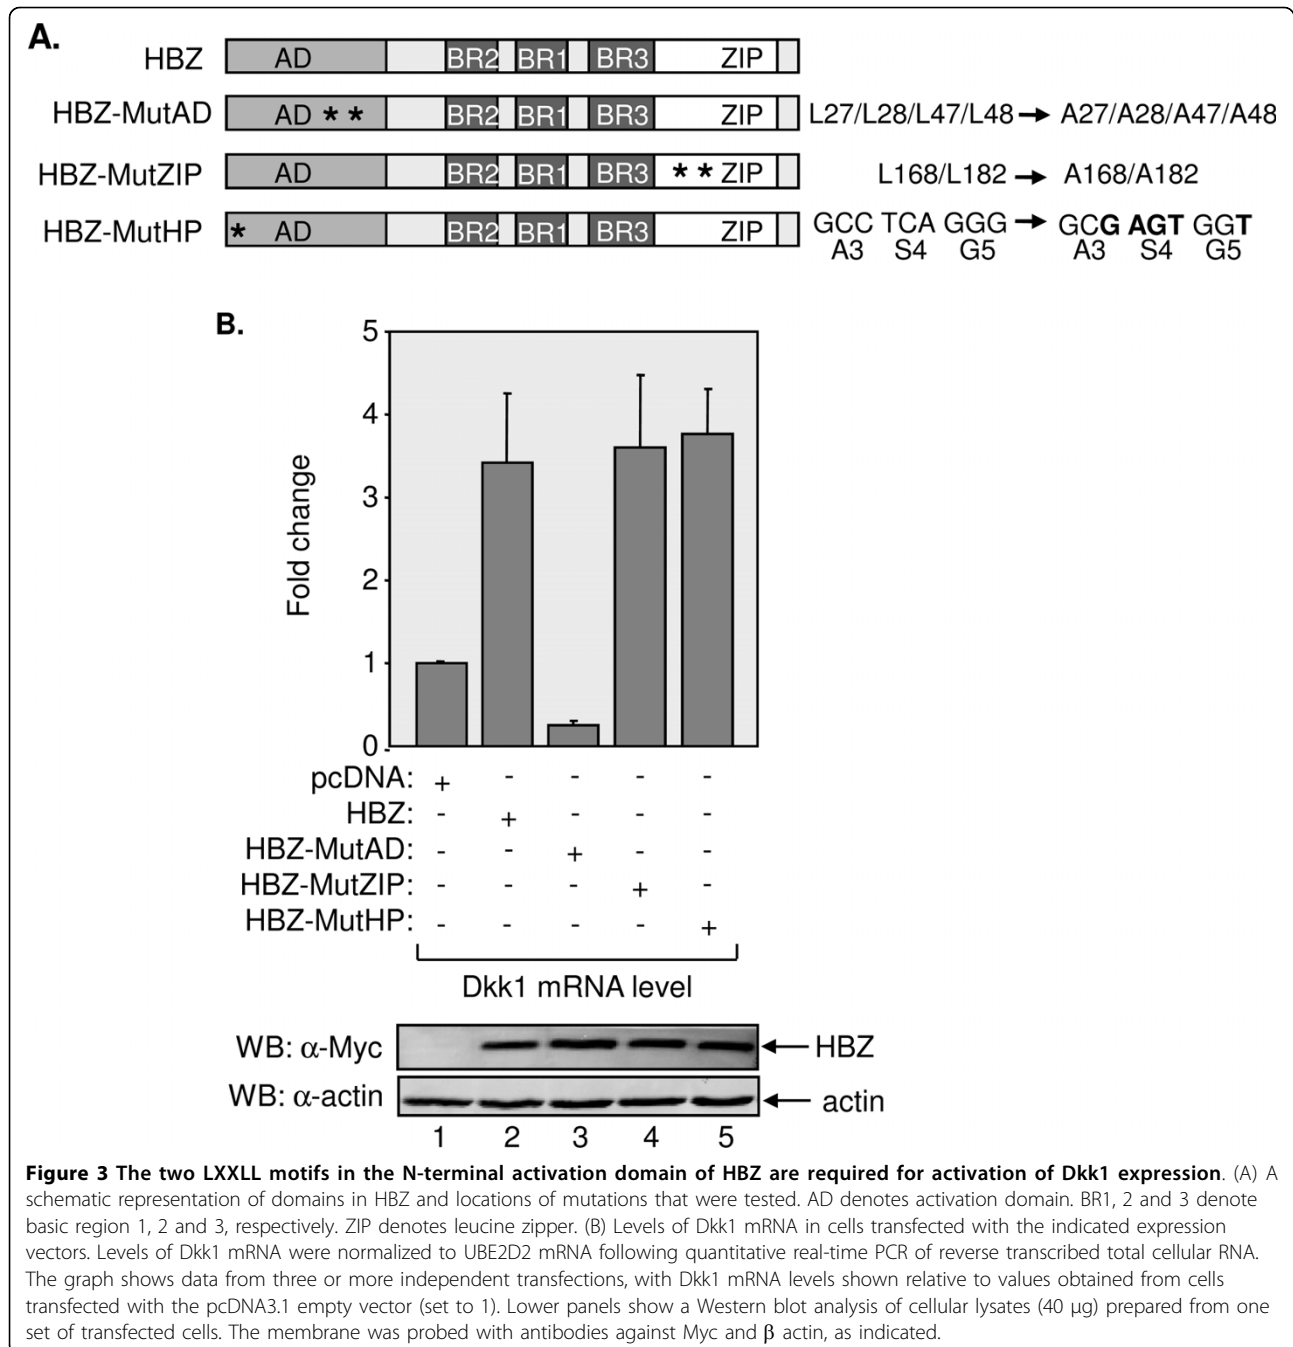 A.
HBZ AD BR2 BR1 BR3 ZIP
HBZ-MutAD AD ** BR2 BR1 BR3 ZIP L27/L28/L47/L48 → A27/A28/A47/A48
HBZ-MutZIP AD BR2 BR1 BR3 ** ZIP L168/L182 → A168/A182
HBZ-MutHP * AD BR2 BR1 BR3 ZIP GCC TCA GGG → GCG AGT GGT
A3 S4 G5 A3 S4 G5
B.
5
4
3
2
1
0
Fold change
pcDNA: + - - - -
HBZ: - + - - -
HBZ-MutAD: - - + - -
HBZ-MutZIP: - - - + -
HBZ-MutHP: - - - - +
Dkk1 mRNA level
WB: α-Myc ← HBZ
WB: α-actin ← actin
1 2 3 4 5
Figure 3 The two LXXLL motifs in the N-terminal activation domain of HBZ are required for activation of Dkk1 expression. (A) A
schematic representation of domains in HBZ and locations of mutations that were tested. AD denotes activation domain. BR1, 2 and 3 denote
basic region 1, 2 and 3, respectively. ZIP denotes leucine zipper. (B) Levels of Dkk1 mRNA in cells transfected with the indicated expression
vectors. Levels of Dkk1 mRNA were normalized to UBE2D2 mRNA following quantitative real-time PCR of reverse transcribed total cellular RNA.
The graph shows data from three or more independent transfections, with Dkk1 mRNA levels shown relative to values obtained from cells
transfected with the pcDNA3.1 empty vector (set to 1). Lower panels show a Western blot analysis of cellular lysates (40 μg) prepared from one
set of transfected cells. The membrane was probed with antibodies against Myc and β actin, as indicated.